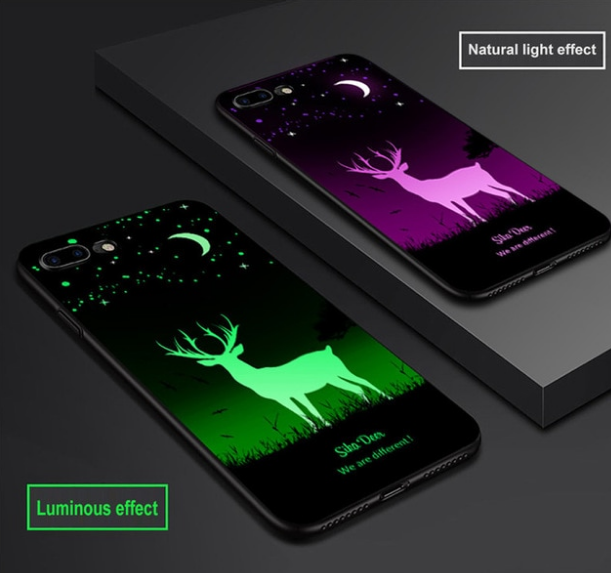 Natural light effect
Sika Deer
We are different!
Sika Deer
We are different!
Luminous effect